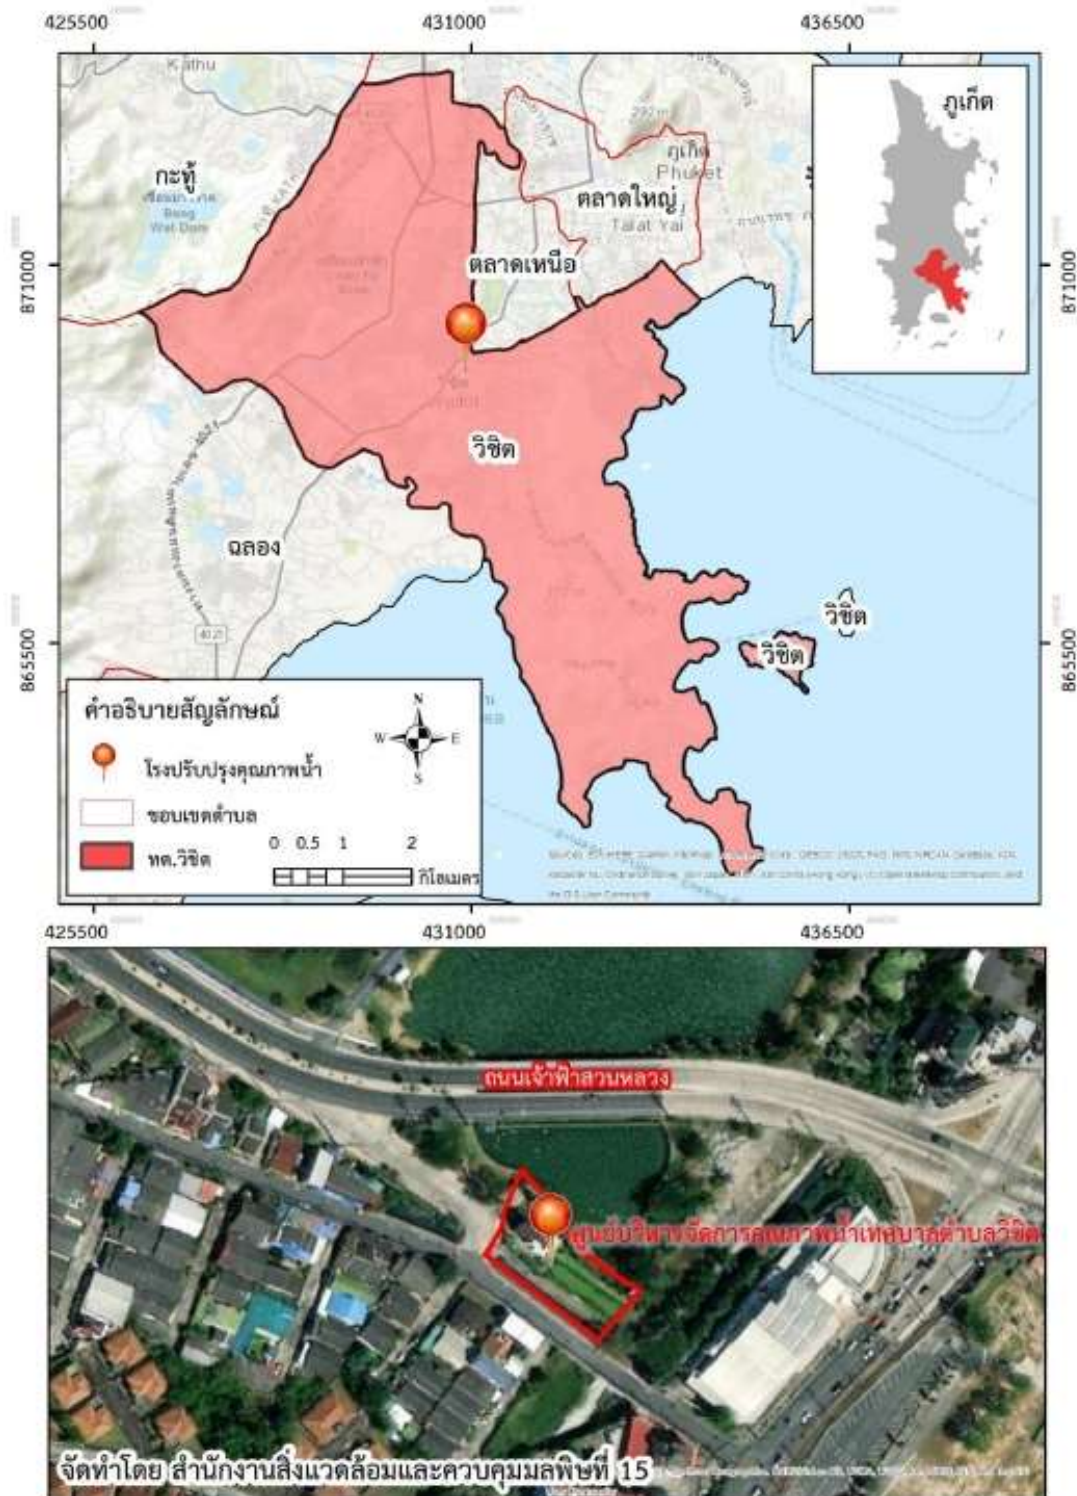 425500 431000 436500
ภูเก็ต
Kathu
292 m
ภูเก็ต
Phuket
กะทู้
Bang
Wat Dam
ตลาดใหญ่
Talat Yai
ตลาดเหนือ
871000
871000
วิชิต
ฉลอง
วิชิต
วิชิต
4021
865500
865500
คำอธิบายสัญลักษณ์
N
W E
S
โรงปรับปรุงคุณภาพน้ำ
ขอบเขตตำบล
ทต.วิชิต
0 0.5 1 2
กิโลเมตร
425500 431000 436500
ถนนเจ้าฟ้าสวนหลวง
ศูนย์บริหารจัดการคุณภาพน้ำเทศบาลตำบลวิชิต
จัดทำโดย สำนักงานสิ่งแวดล้อมและควบคุมมลพิษที่ 15